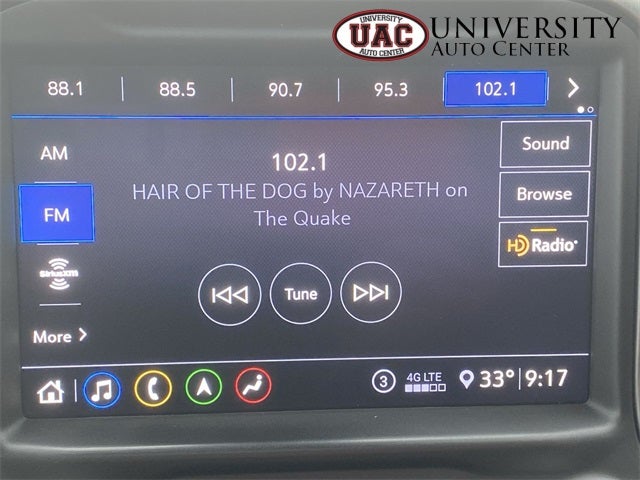 UNIVERSITY
UAC
AUTO CENTER
UNIVERSITY
AUTO CENTER
88.1 88.5 90.7 95.3 102.1
AM
FM
SiriusXM
More
102.1
HAIR OF THE DOG by NAZARETH on
The Quake
Tune
Sound
Browse
HD Radio
3 4G LTE 33° 9:17